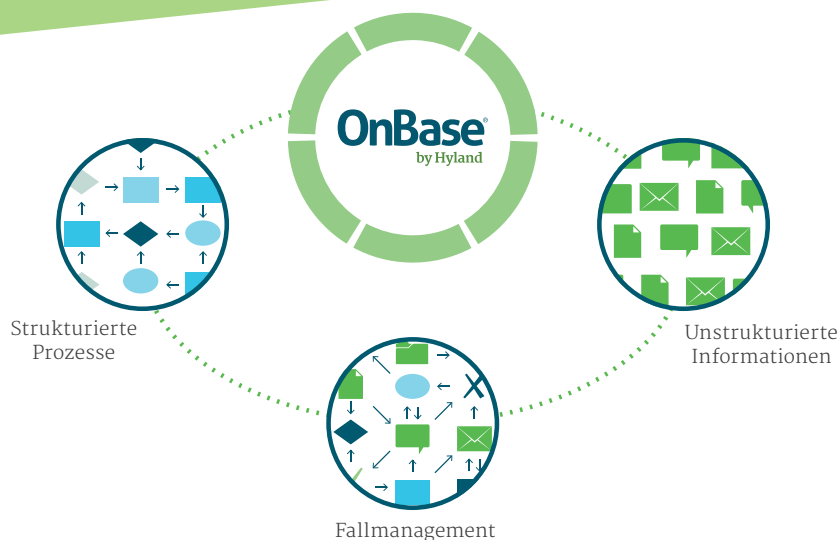 OnBase®
by Hyland
Strukturierte
Prozesse
Unstrukturierte
Informationen
Fallmanagement